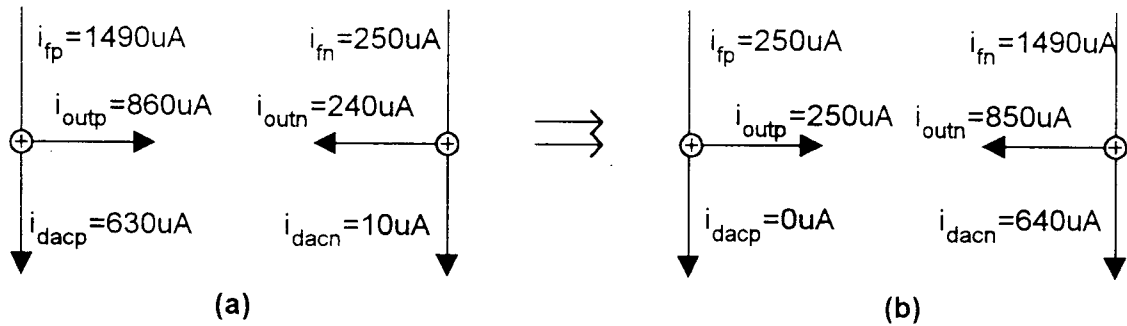 i_fp=1490uA
i_fn=250uA
i_outp=860uA
i_outn=240uA
i_dacp=630uA
i_dacn=10uA
(a)
i_fp=250uA
i_fn=1490uA
i_outp=250uA
i_outn=850uA
i_dacp=0uA
i_dacn=640uA
(b)